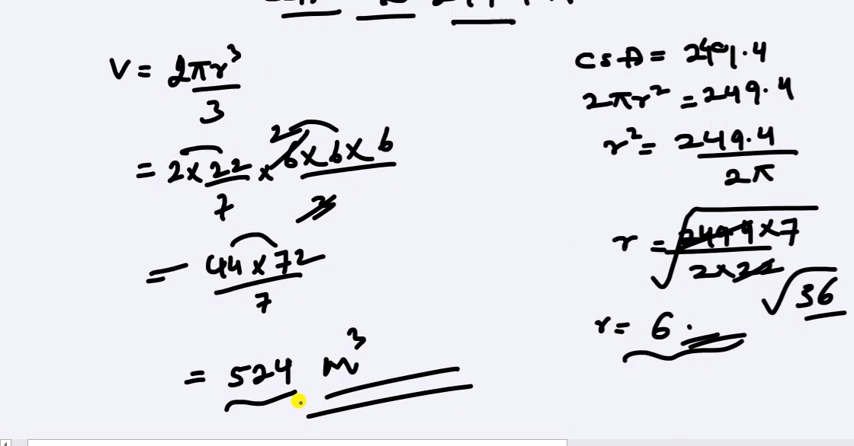 V = 2πr³/3
= 2 × 22/7 × 6 × 6 × 6/3 2
= 44 × 72/7
= 524 m³
CSA = 249.4
2πr² = 249.4
r² = 249.4/2π
r = √249.4 × 7/2 × 22
√36
r = 6.